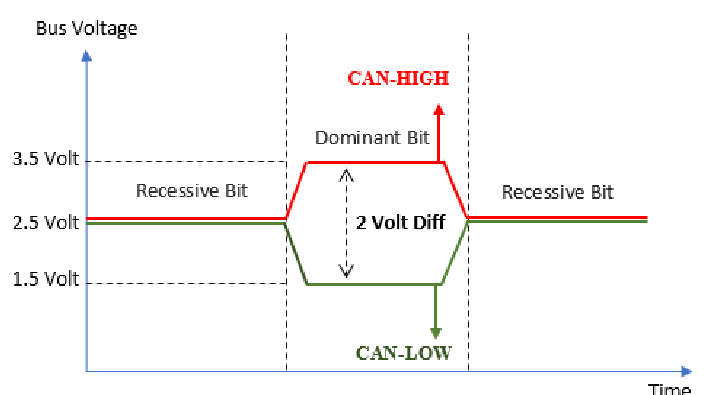 Bus Voltage
CAN-HIGH
Dominant Bit
3.5 Volt
Recessive Bit
Recessive Bit
2.5 Volt
2 Volt Diff
1.5 Volt
CAN-LOW
Time